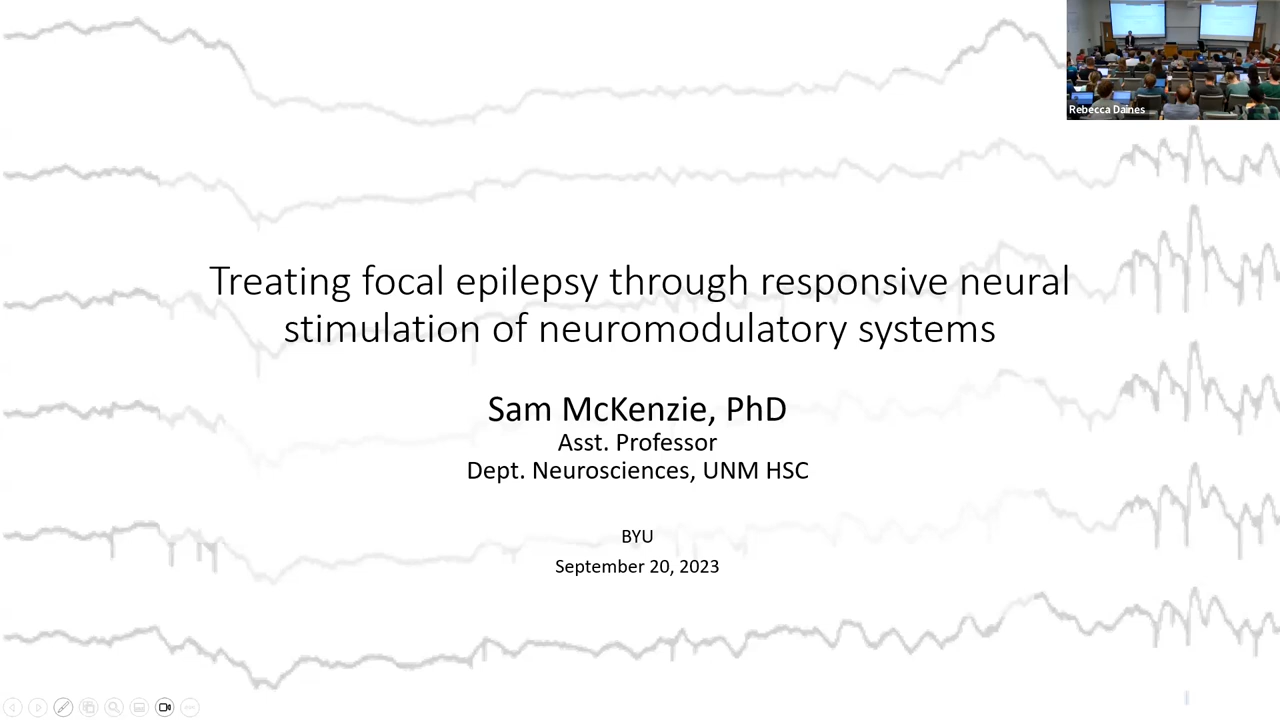 Rebecca Daines
Treating focal epilepsy through responsive neural
stimulation of neuromodulatory systems
Sam McKenzie, PhD
Asst. Professor
Dept. Neurosciences, UNM HSC
BYU
September 20, 2023